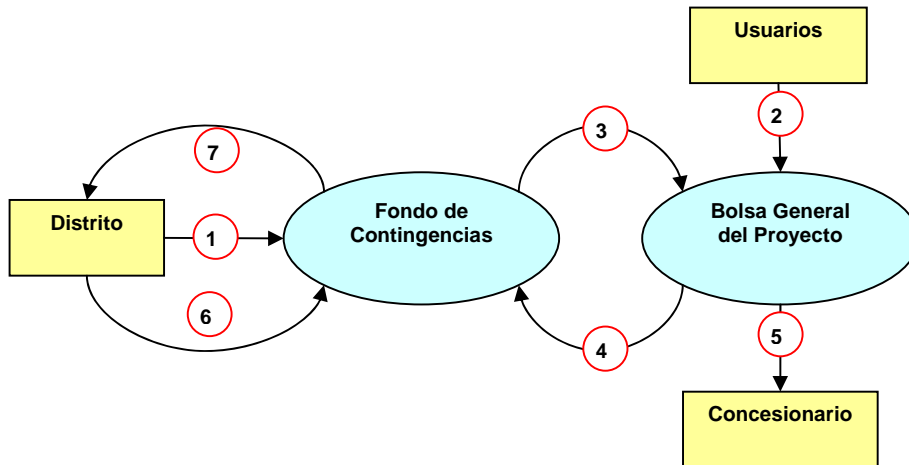 Usuarios
2
7
3
Distrito
1
Fondo de
Contingencias
Bolsa General
del Proyecto
6
4
5
Concesionario